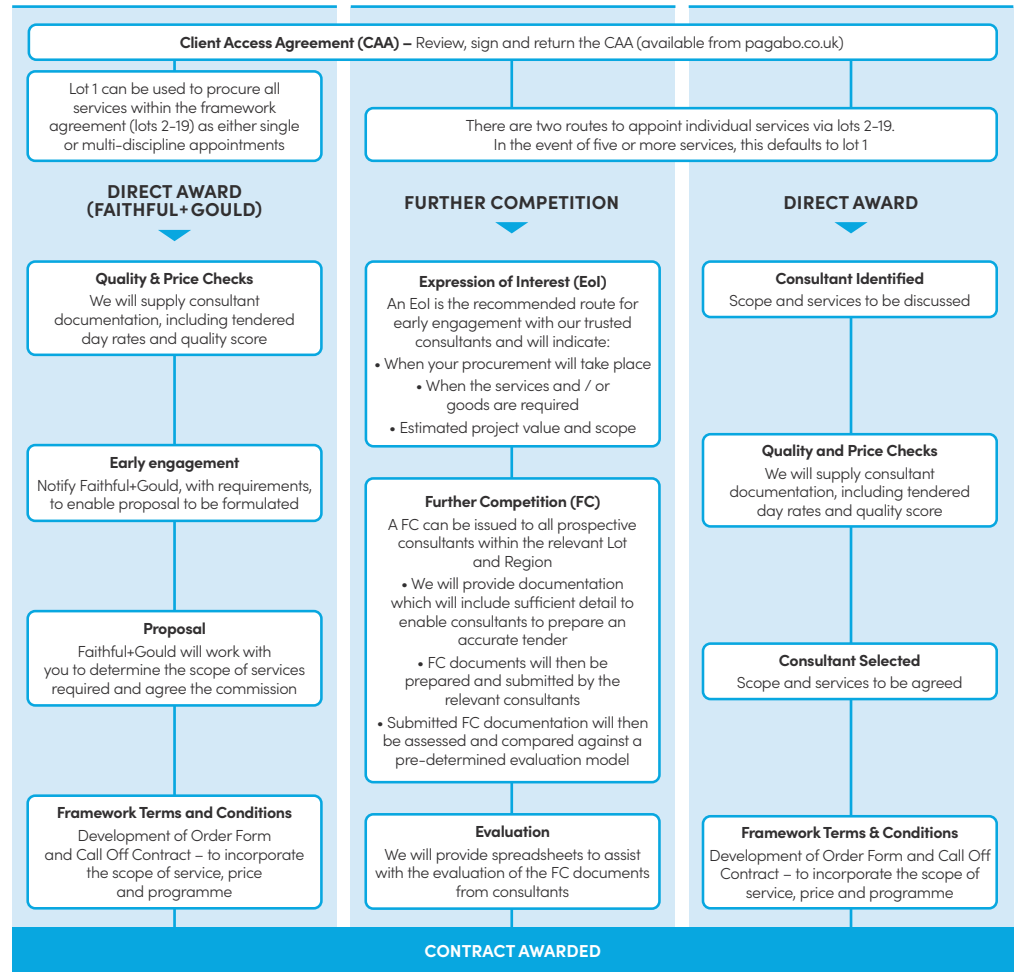 Client Access Agreement (CAA) – Review, sign and return the CAA (available from pagabo.co.uk)
Lot 1 can be used to procure all
services within the framework
agreement (lots 2-19) as either single
or multi-discipline appointments
There are two routes to appoint individual services via lots 2-19.
In the event of five or more services, this defaults to lot 1
DIRECT AWARD
(FAITHFUL+GOULD)
Quality & Price Checks
We will supply consultant
documentation, including tendered
day rates and quality score
Early engagement
Notify Faithful+Gould, with requirements,
to enable proposal to be formulated
Proposal
Faithful+Gould will work with
you to determine the scope of services
required and agree the commission
Framework Terms and Conditions
Development of Order Form
and Call Off Contract – to incorporate
the scope of service, price
and programme
FURTHER COMPETITION
Expression of Interest (EoI)
An EoI is the recommended route for
early engagement with our trusted
consultants and will indicate:
• When your procurement will take place
• When the services and / or
goods are required
• Estimated project value and scope
Further Competition (FC)
A FC can be issued to all prospective
consultants within the relevant Lot
and Region
• We will provide documentation
which will include sufficient detail to
enable consultants to prepare an
accurate tender
• FC documents will then be
prepared and submitted by the
relevant consultants
• Submitted FC documentation will then
be assessed and compared against a
pre-determined evaluation model
Evaluation
We will provide spreadsheets to assist
with the evaluation of the FC documents
from consultants
DIRECT AWARD
Consultant Identified
Scope and services to be discussed
Quality and Price Checks
We will supply consultant
documentation, including tendered
day rates and quality score
Consultant Selected
Scope and services to be agreed
Framework Terms & Conditions
Development of Order Form and Call Off
Contract – to incorporate the scope of
service, price and programme
CONTRACT AWARDED